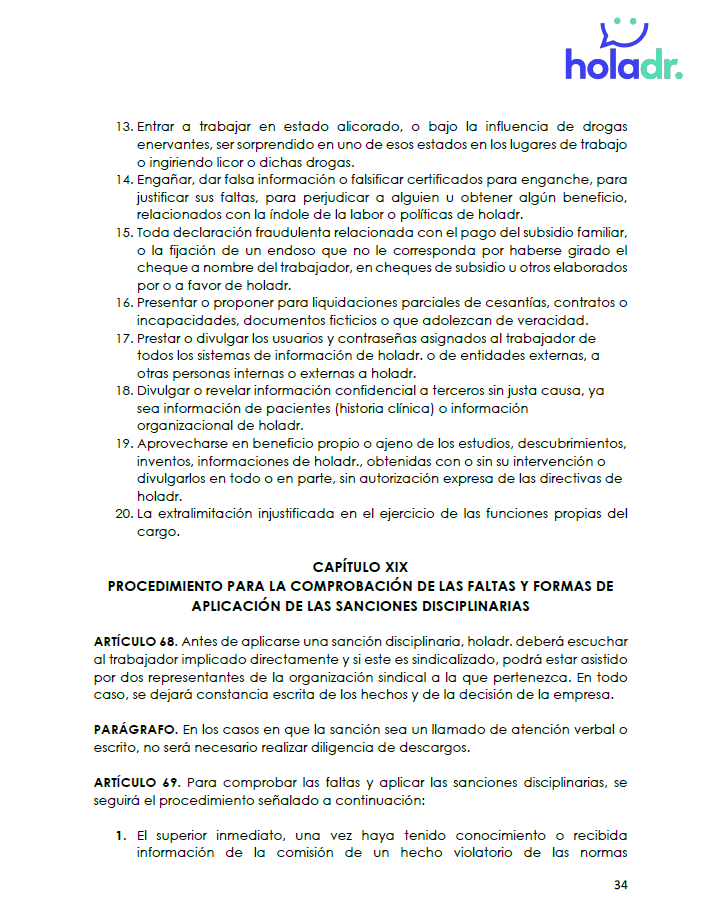 holadr.
13. Entrar a trabajar en estado alicorado, o bajo la influencia de drogas
enervantes, ser sorprendido en uno de esos estados en los lugares de trabajo
o ingiriendo licor o dichas drogas.
14. Engañar, dar falsa información o falsificar certificados para enganche, para
justificar sus faltas, para perjudicar a alguien u obtener algún beneficio,
relacionados con la índole de la labor o políticas de holadr.
15. Toda declaración fraudulenta relacionada con el pago del subsidio familiar,
o la fijación de un endoso que no le corresponda por haberse girado el
cheque a nombre del trabajador, en cheques de subsidio u otros elaborados
por o a favor de holadr.
16. Presentar o proponer para liquidaciones parciales de cesantías, contratos o
incapacidades, documentos ficticios o que adolezcan de veracidad.
17. Prestar o divulgar los usuarios y contraseñas asignados al trabajador de
todos los sistemas de información de holadr. o de entidades externas, a
otras personas internas o externas a holadr.
18. Divulgar o revelar información confidencial a terceros sin justa causa, ya
sea información de pacientes (historia clínica) o información
organizacional de holadr.
19. Aprovecharse en beneficio propio o ajeno de los estudios, descubrimientos,
inventos, informaciones de holadr., obtenidas con o sin su intervención o
divulgarlos en todo o en parte, sin autorización expresa de las directivas de
holadr.
20. La extralimitación injustificada en el ejercicio de las funciones propias del
cargo.
CAPÍTULO XIX
PROCEDIMIENTO PARA LA COMPROBACIÓN DE LAS FALTAS Y FORMAS DE
APLICACIÓN DE LAS SANCIONES DISCIPLINARIAS
ARTÍCULO 68. Antes de aplicarse una sanción disciplinaria, holadr. deberá escuchar
al trabajador implicado directamente y si este es sindicalizado, podrá estar asistido
por dos representantes de la organización sindical a la que pertenezca. En todo
caso, se dejará constancia escrita de los hechos y de la decisión de la empresa.
PARÁGRAFO. En los casos en que la sanción sea un llamado de atención verbal o
escrito, no será necesario realizar diligencia de descargos.
ARTÍCULO 69. Para comprobar las faltas y aplicar las sanciones disciplinarias, se
seguirá el procedimiento señalado a continuación:
1. El superior inmediato, una vez haya tenido conocimiento o recibida
información de la comisión de un hecho violatorio de las normas
34